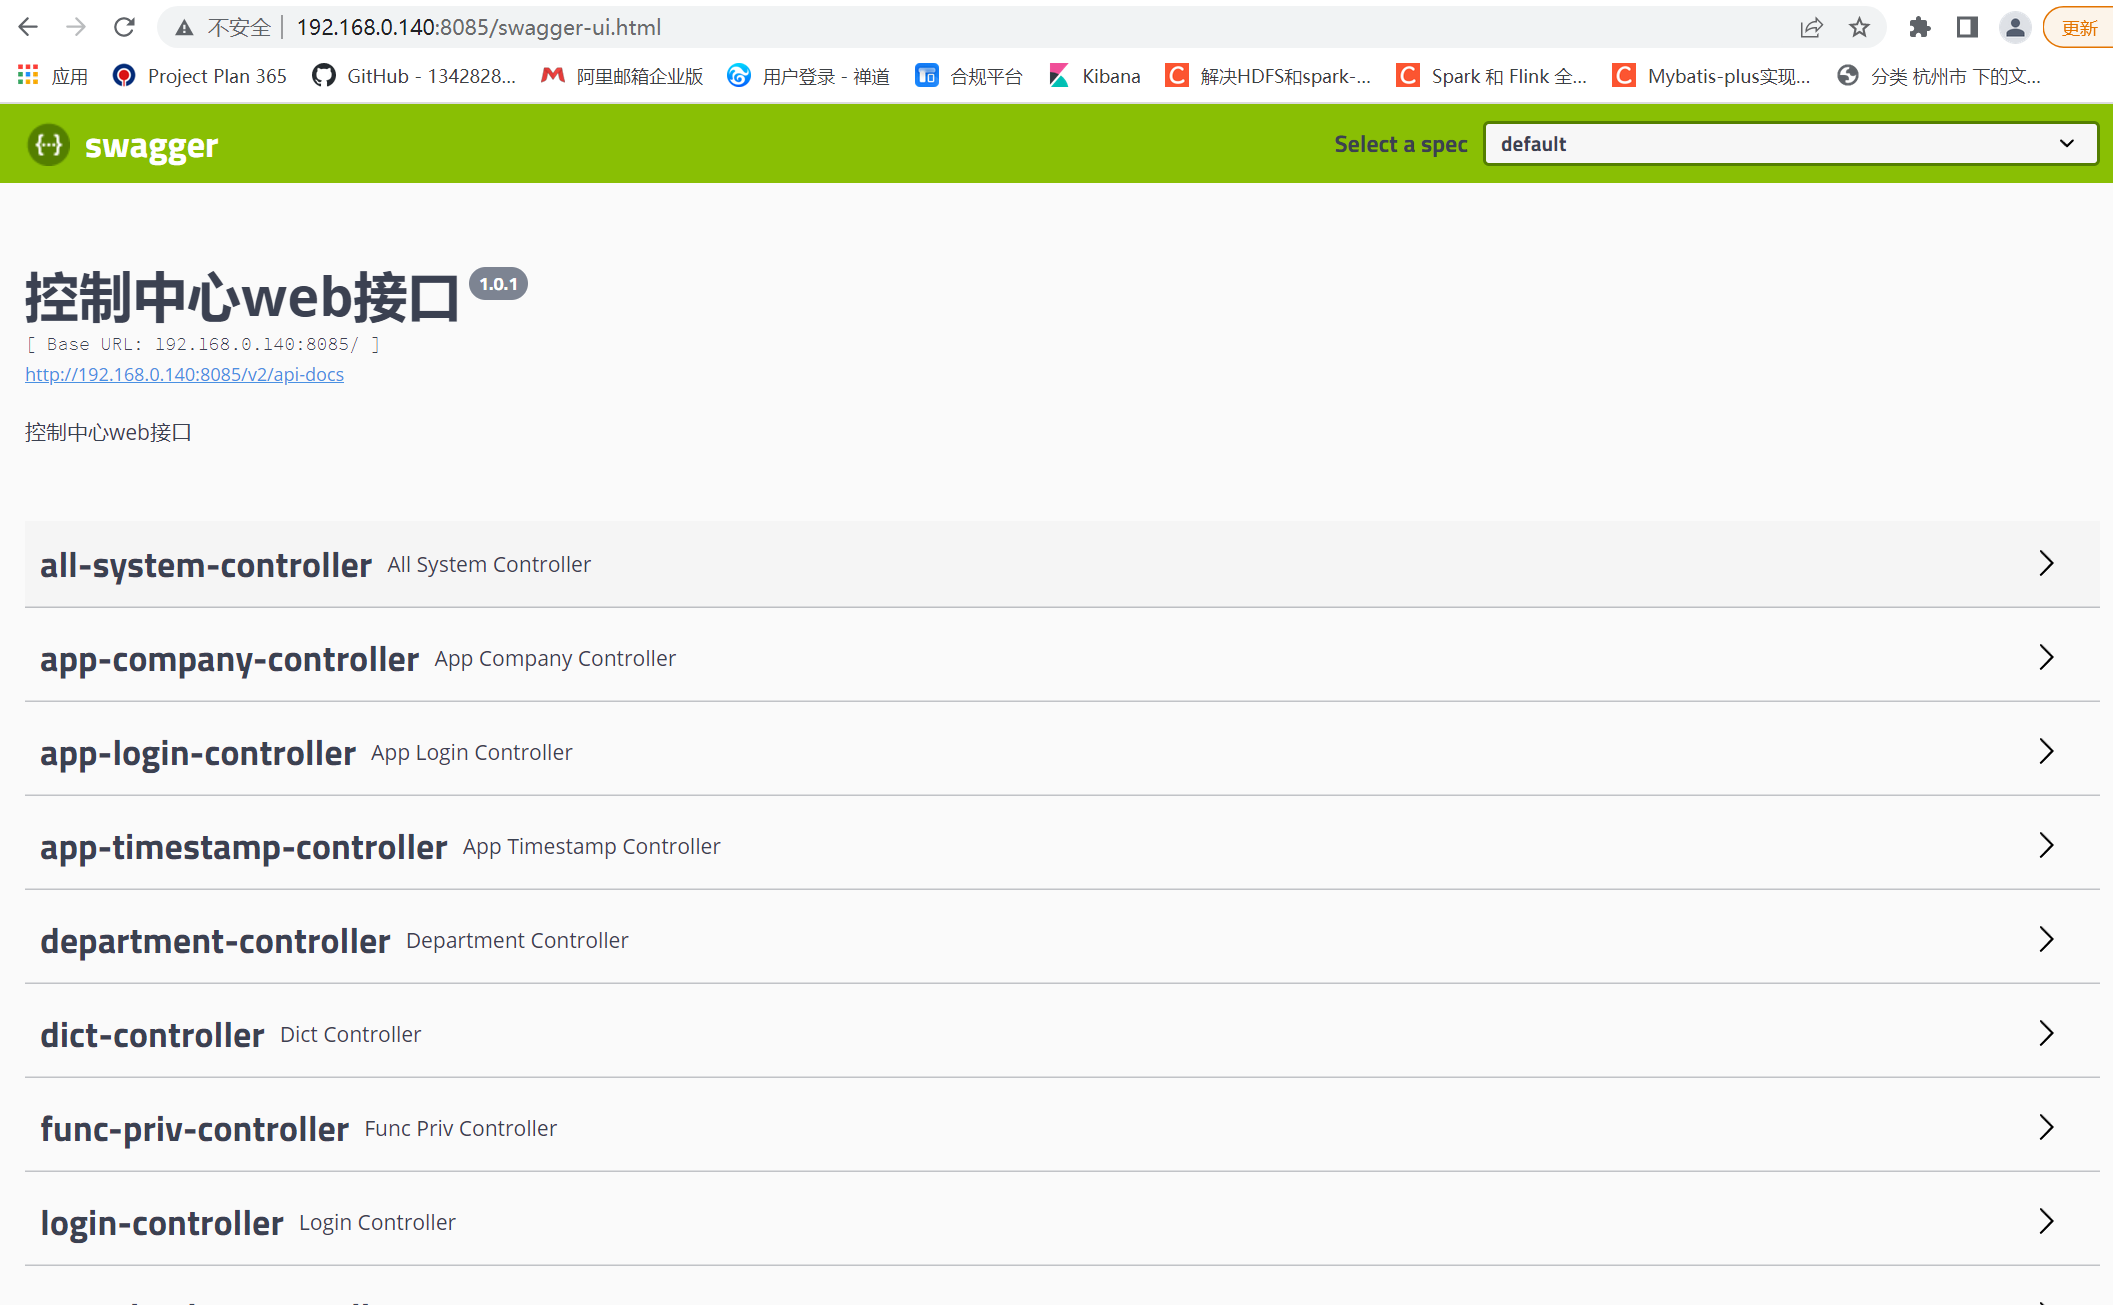 不安全 | 192.168.0.140:8085/swagger-ui.html 更新
应用 Project Plan 365 GitHub - 1342828... 阿里邮箱企业版 用户登录 - 禅道 合规平台 Kibana 解决HDFS和spark-... Spark 和 Flink 全... Mybatis-plus实现... 分类 杭州市 下的文...
{···} swagger Select a spec default
控制中心web接口 1.0.1
[ Base URL: 192.168.0.140:8085/ ]
http://192.168.0.140:8085/v2/api-docs
控制中心web接口
all-system-controller All System Controller
app-company-controller App Company Controller
app-login-controller App Login Controller
app-timestamp-controller App Timestamp Controller
department-controller Department Controller
dict-controller Dict Controller
func-priv-controller Func Priv Controller
login-controller Login Controller